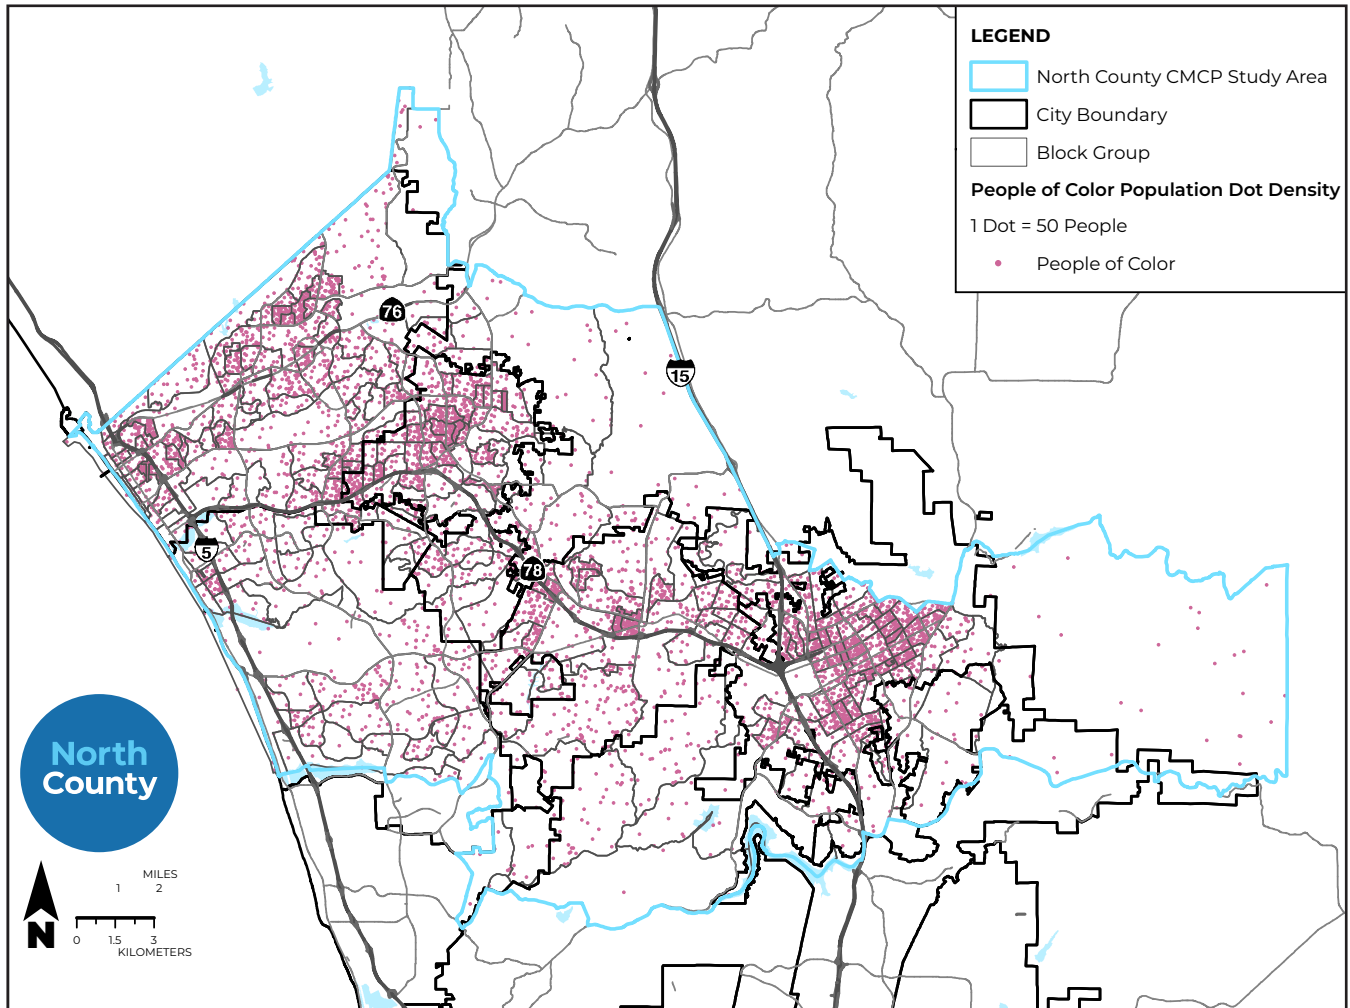 LEGEND
North County CMCP Study Area
City Boundary
Block Group
People of Color Population Dot Density
1 Dot = 50 People
People of Color
76
15
5
78
North
County
MILES
1 2
N
0 1.5 3
KILOMETERS